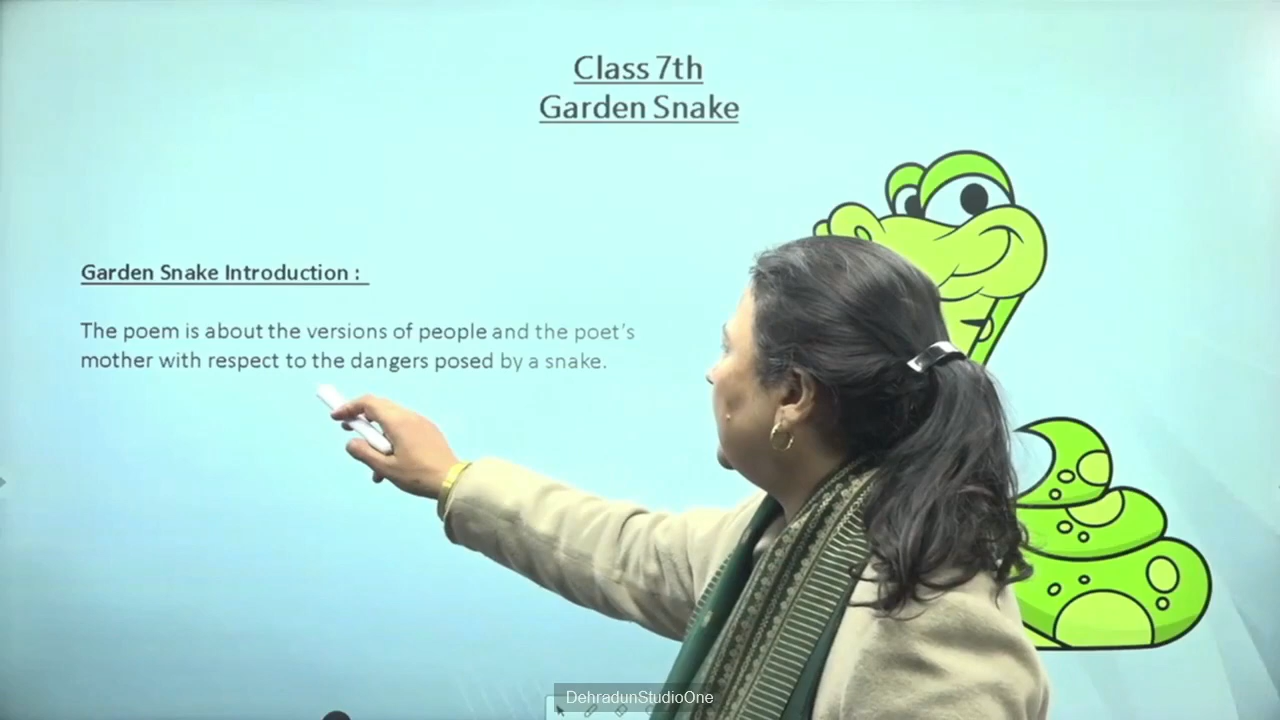 Class 7th
Garden Snake
Garden Snake Introduction :
The poem is about the versions of people and the poet's
mother with respect to the dangers posed by a snake.
DehradunStudioOne